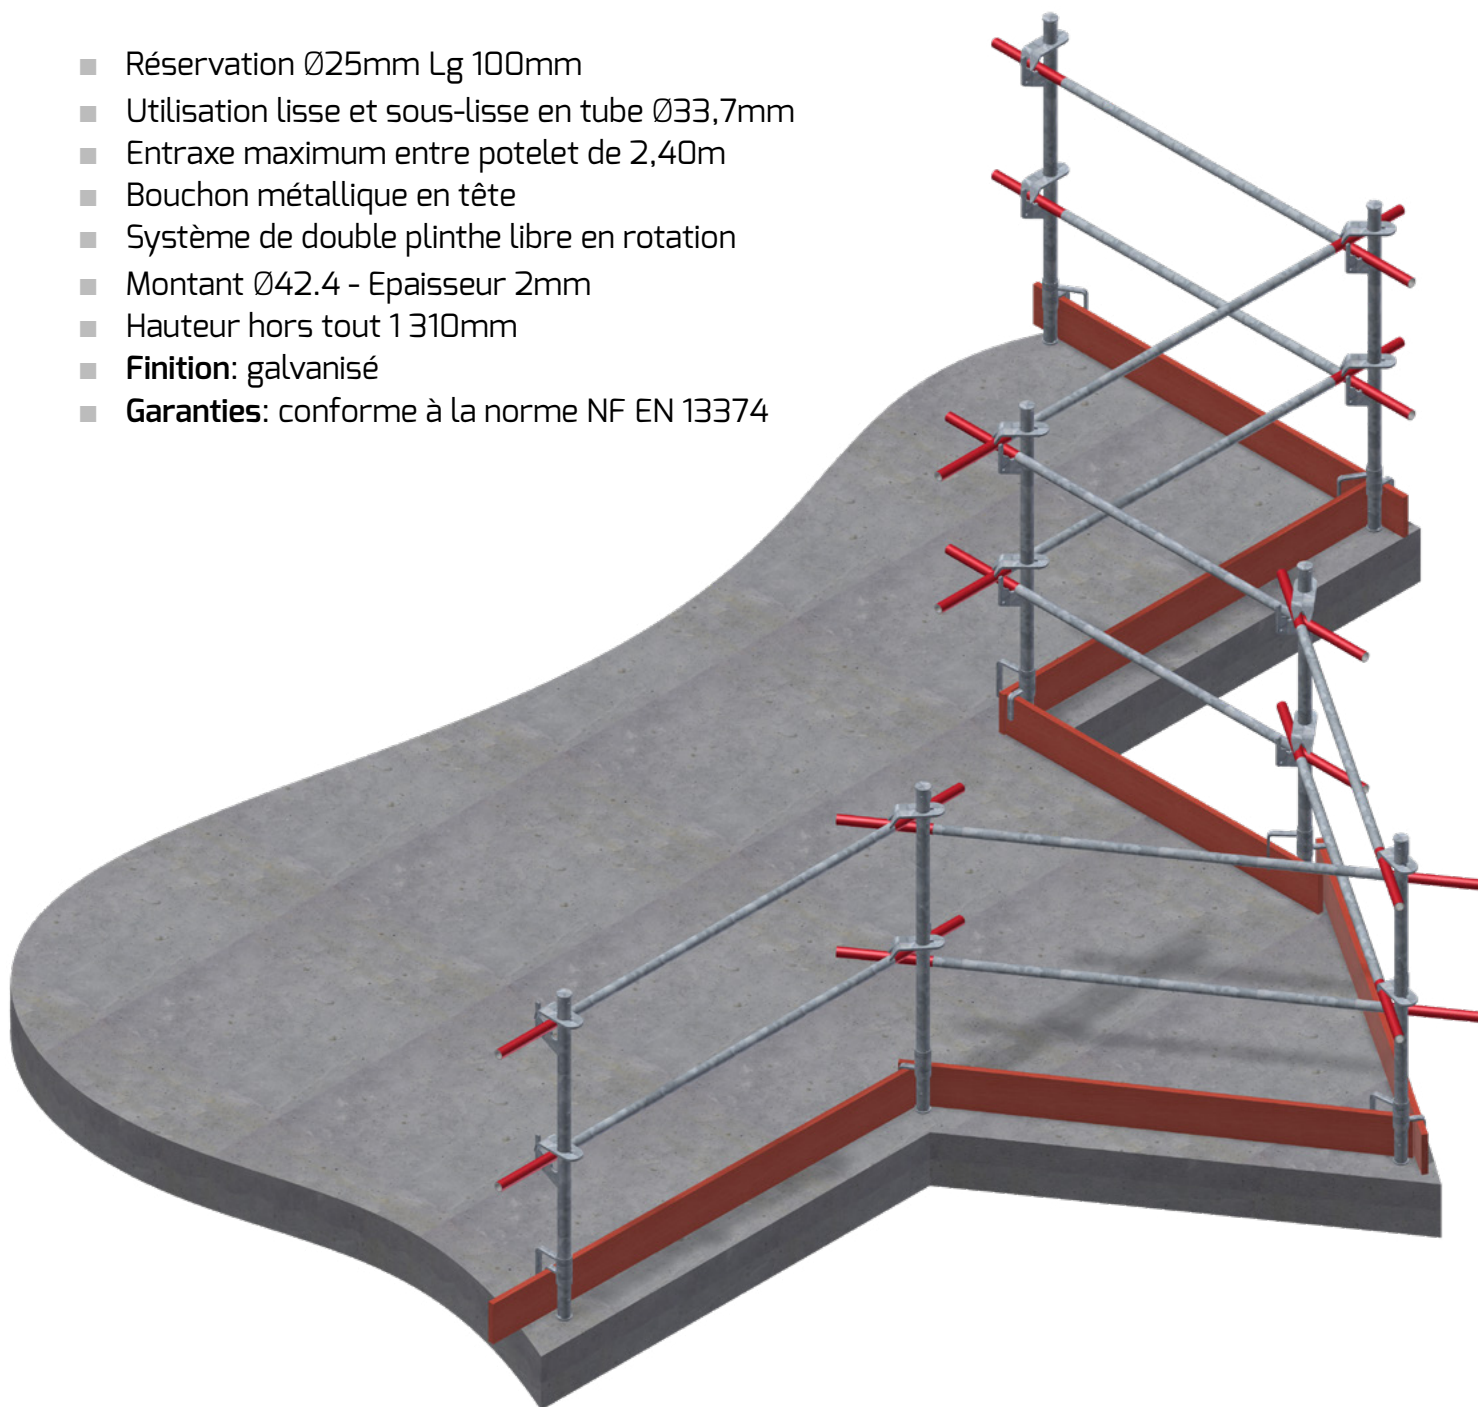 Réservation Ø25mm Lg 100mm
Utilisation lisse et sous-lisse en tube Ø33,7mm
Entraxe maximum entre potelet de 2,40m
Bouchon métallique en tête
Système de double plinthe libre en rotation
Montant Ø42.4 - Epaisseur 2mm
Hauteur hors tout 1 310mm
Finition: galvanisé
Garanties: conforme à la norme NF EN 13374